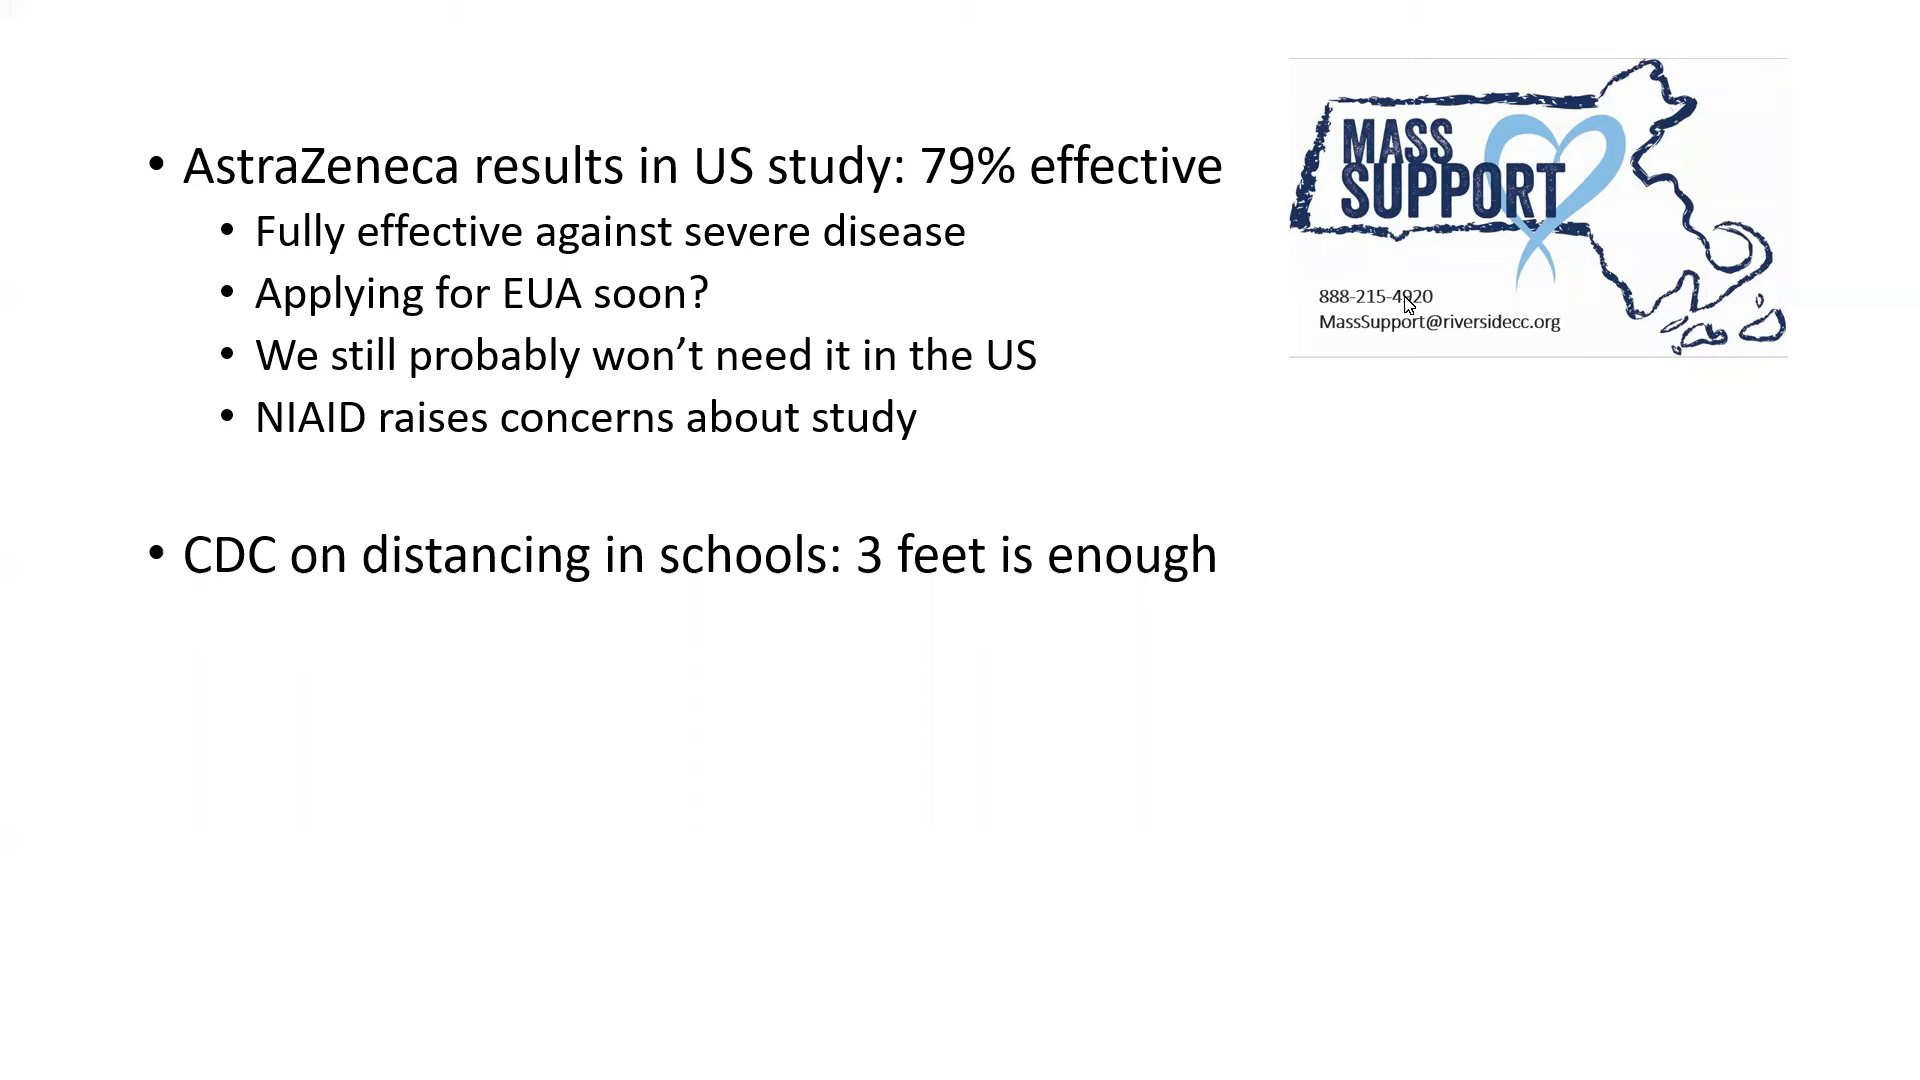 • AstraZeneca results in US study: 79% effective
• Fully effective against severe disease
• Applying for EUA soon?
• We still probably won’t need it in the US
• NIAID raises concerns about study
• CDC on distancing in schools: 3 feet is enough
MASS
SUPPORT
888-215-4920
MassSupport@riversidecc.org